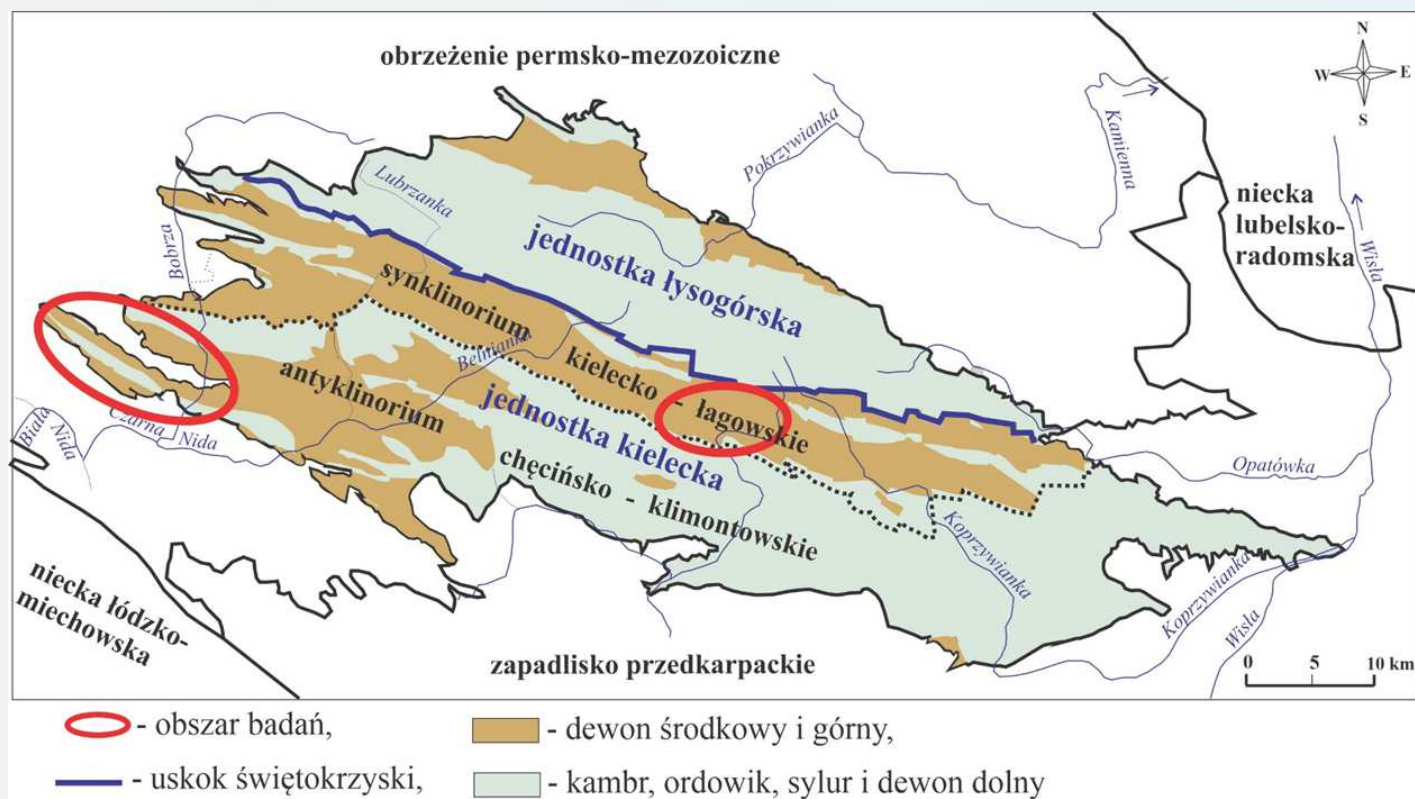 obrzeżenie permsko-mezozoiczne
N
W
E
S
Kamienna
Pokrzywianka
niecka
lubelsko-
radomska
Lubrzanka
Wisła
Bobrza
jednostka łysogórska
synklinorium
Belnianka
kielecko - łagowskie
antyklinorium
jednostka kielecka
Czarna Nida
Biała
Nida
chęcińsko - klimontowskie
Opatówka
Koprzywianka
Koprzywianka
Wisła
niecka łódzko-
miechowska
zapadlisko przedkarpackie
0 5 10 km
- obszar badań,
- dewon środkowy i górny,
- uskok świętokrzyski,
- kambr, ordowik, sylur i dewon dolny